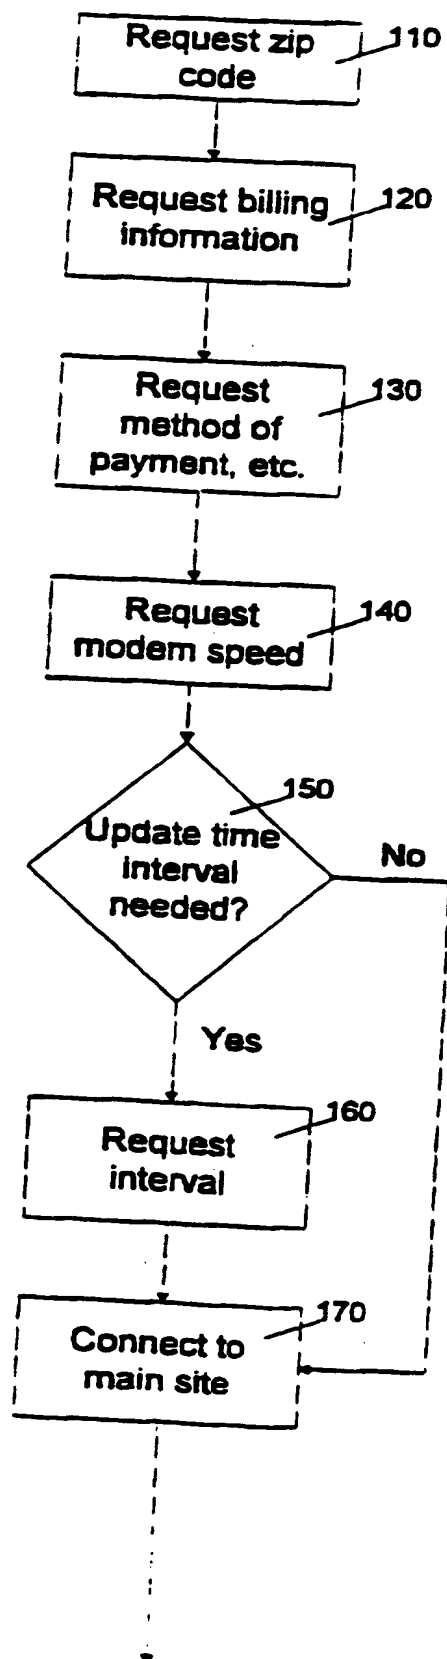 Request zip
code
110
Request billing
information
120
Request
method of
payment, etc.
130
Request
modem speed
140
150
Update time
interval
needed?
No
Yes
160
Request
interval
170
Connect to
main site